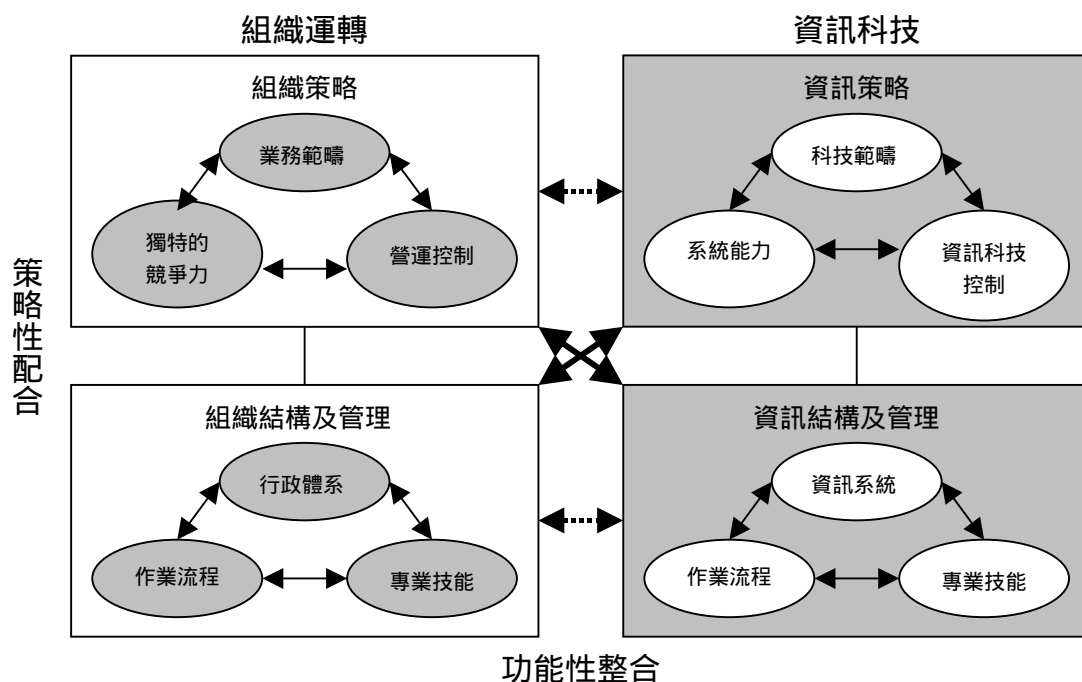 組織運轉
資訊科技
組織策略
業務範疇
獨特的
競爭力
營運控制
資訊策略
科技範疇
系統能力
資訊科技
控制
策略性配合
組織結構及管理
行政體系
作業流程
專業技能
資訊結構及管理
資訊系統
作業流程
專業技能
功能性整合